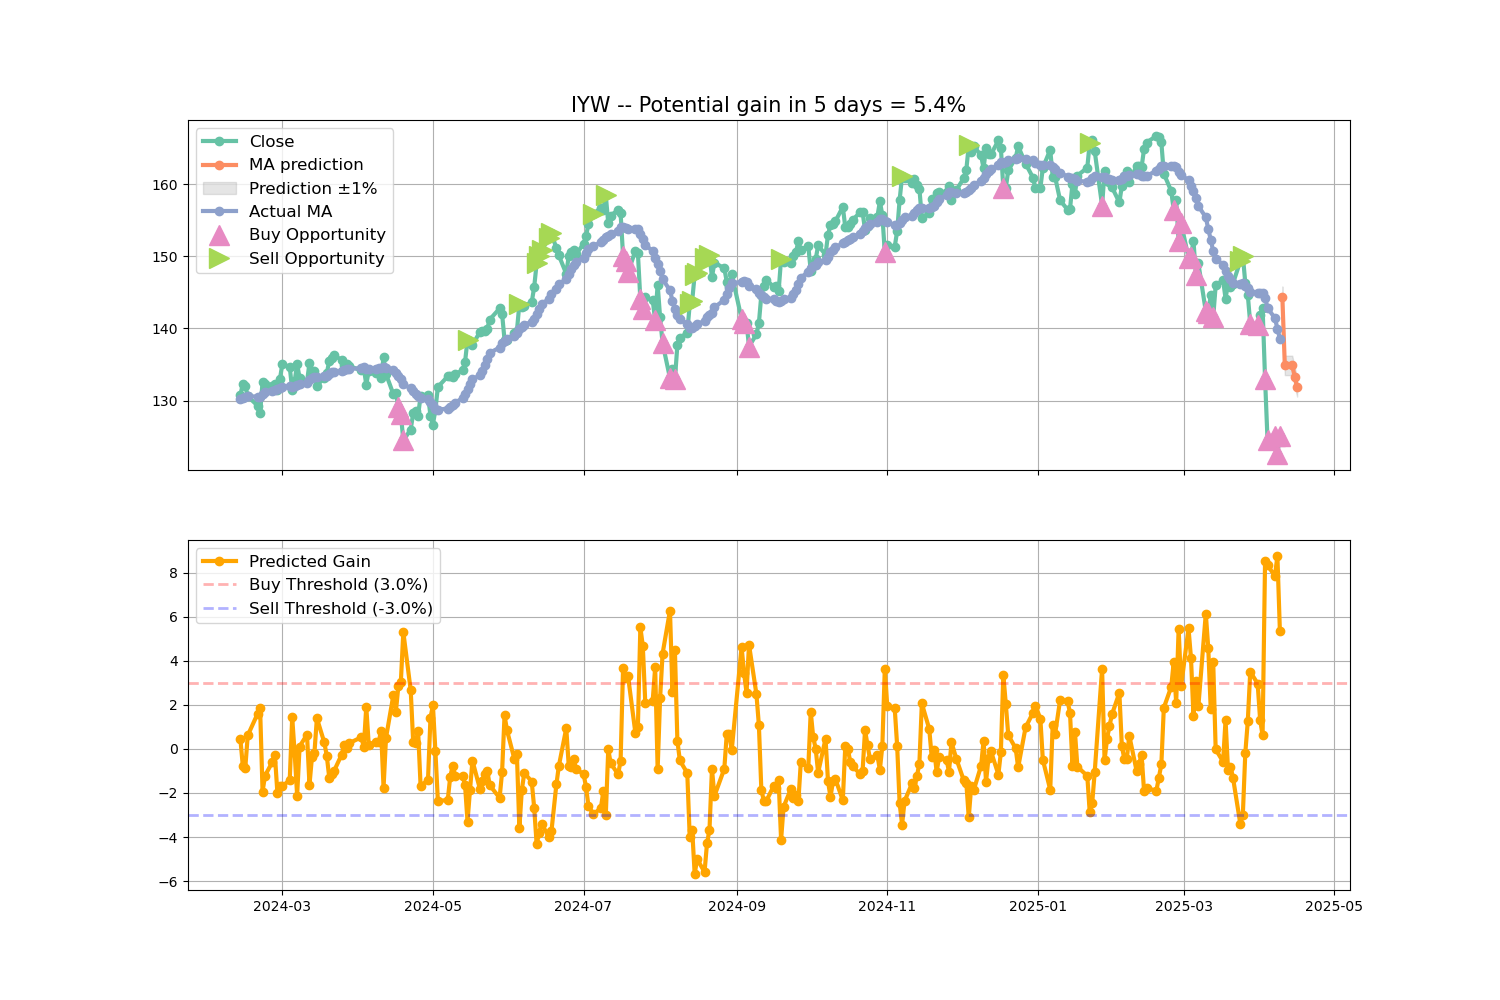 IYW -- Potential gain in 5 days = 5.4%
Close
MA prediction
Prediction ±1%
Actual MA
Buy Opportunity
Sell Opportunity
160
150
140
130
Predicted Gain
Buy Threshold (3.0%)
Sell Threshold (-3.0%)
8
6
4
2
0
−2
−4
−6
2024-03
2024-05
2024-07
2024-09
2024-11
2025-01
2025-03
2025-05